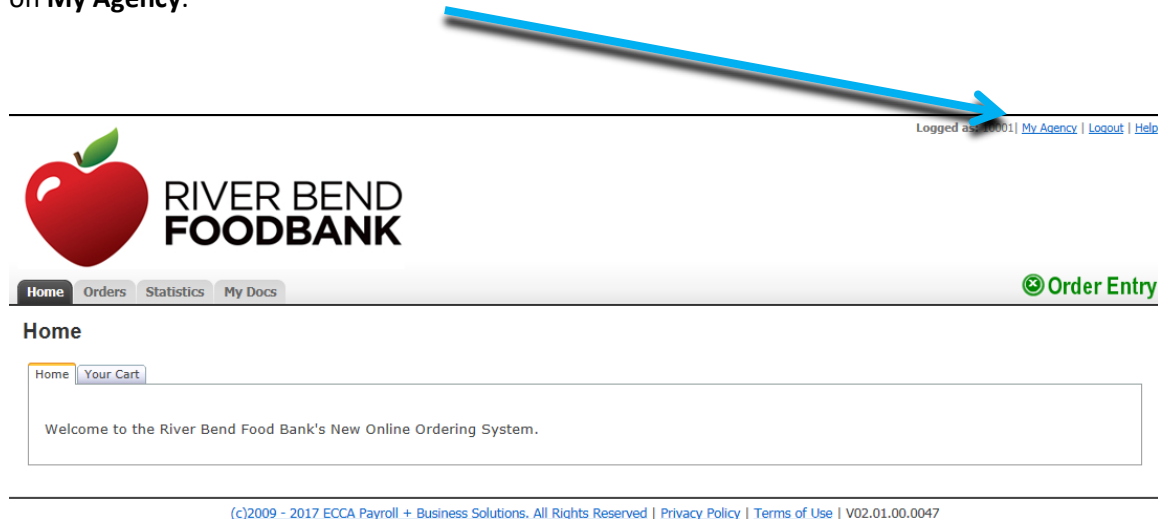 on My Agency.
Logged as: 10001| My Agency | Logout | Help
RIVER BEND
FOODBANK
Home Orders Statistics My Docs
Order Entry
Home
Home Your Cart
Welcome to the River Bend Food Bank's New Online Ordering System.
(c)2009 - 2017 ECCA Payroll + Business Solutions. All Rights Reserved | Privacy Policy | Terms of Use | V02.01.00.0047